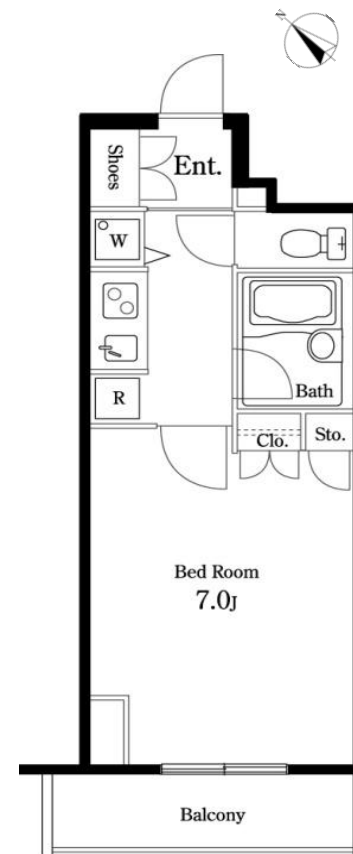 N
Shoes
Ent.
W
R
Bath
Clo.
Sto.
Bed Room
7.0J
Balcony